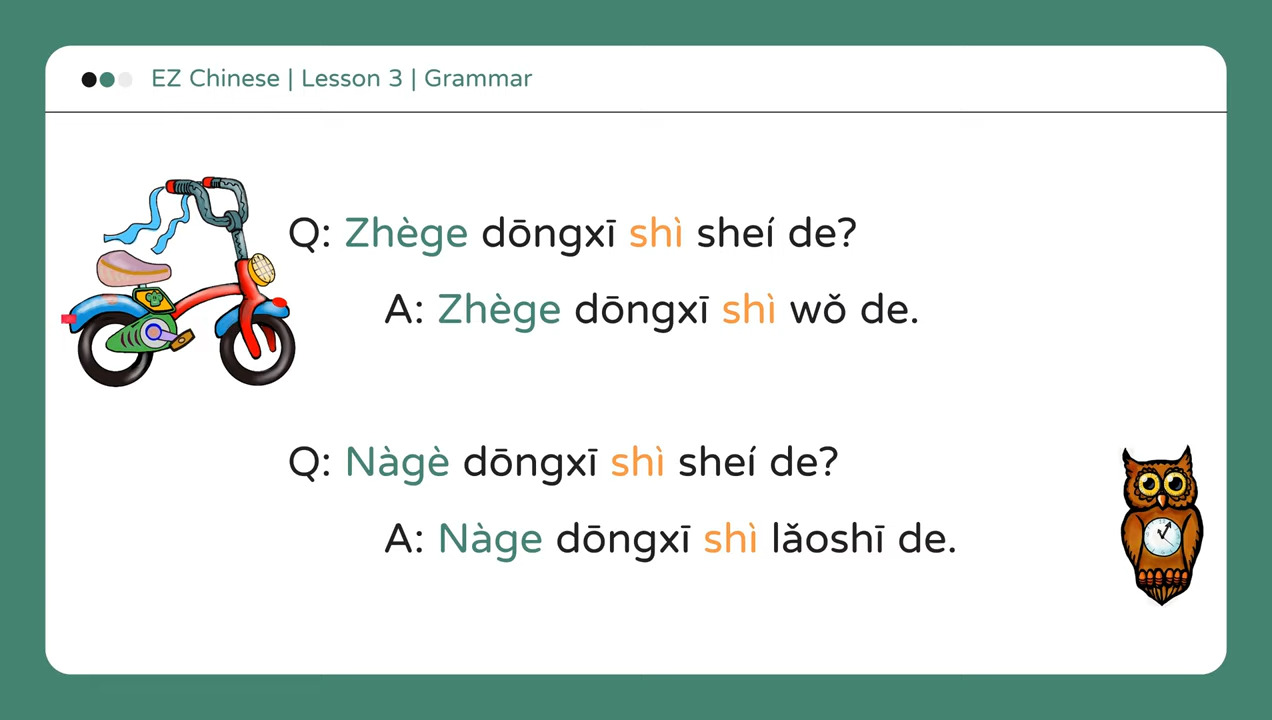 EZ Chinese | Lesson 3 | Grammar
Q: Zhège dōngxī shì sheí de?
A: Zhège dōngxī shì wǒ de.
Q: Nàgè dōngxī shì sheí de?
A: Nàge dōngxī shì lǎoshī de.